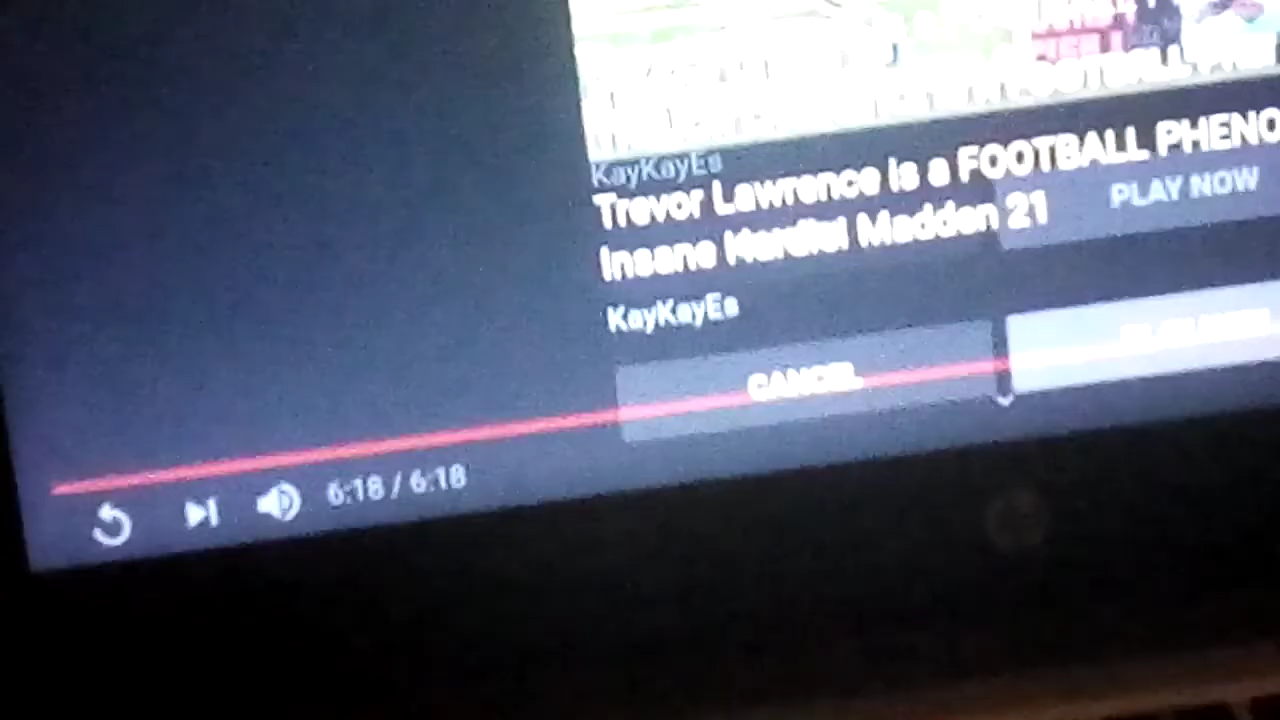 KayKayEs
Trevor Lawrence is a FOOTBALL PHENO
Insane Madden 21
PLAY NOW
KayKayEs
CANCEL
6:18 / 6:18